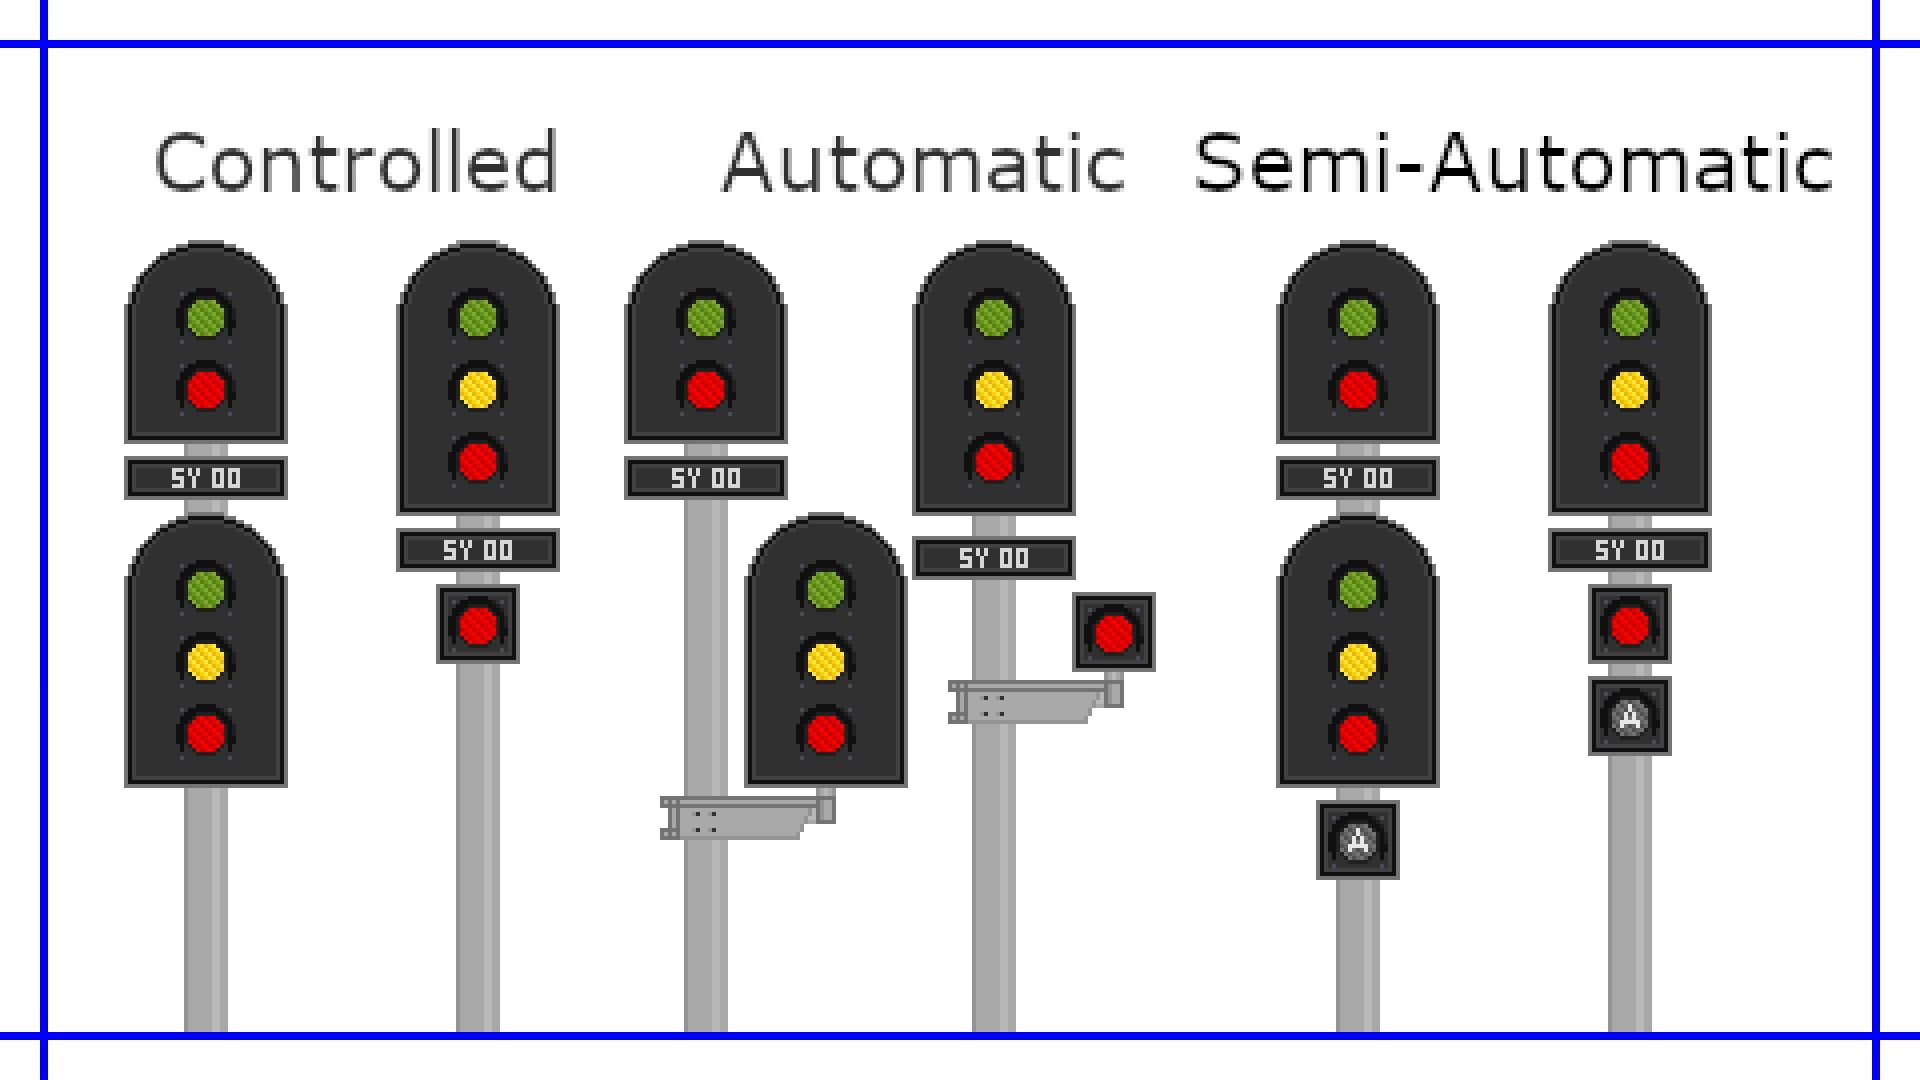 Controlled
Automatic
Semi-Automatic
SY 00
SY 00
SY 00
SY 00
SY 00
SY 00
A
A